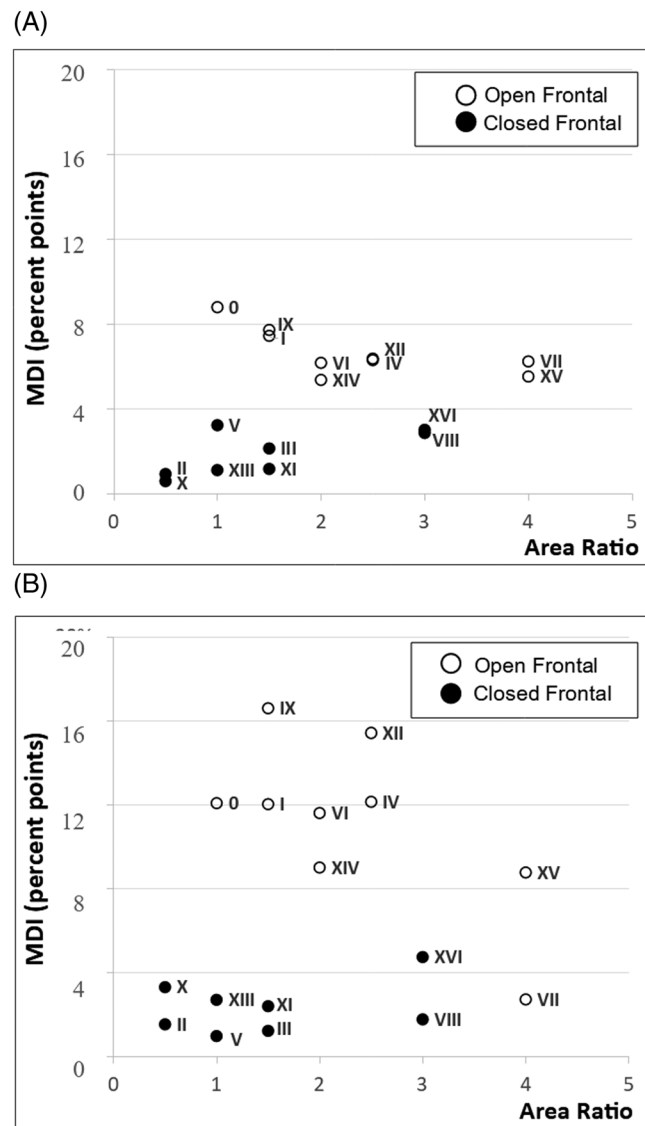 (A)
20
Open Frontal
Closed Frontal
16
12
MDI (percent points)
8
0
IX
I
VI
XIV
XII
IV
VII
XV
4
V
XVI
VIII
III
II
X
XIII
XI
0
0 1 2 3 4 5
Area Ratio
(B)
20
Open Frontal
Closed Frontal
IX
16
XII
MDI (percent points)
12
0
I
VI
IV
XIV
XV
8
XVI
4
X
XIII
XI
VII
II
V
III
VIII
0
0 1 2 3 4 5
Area Ratio